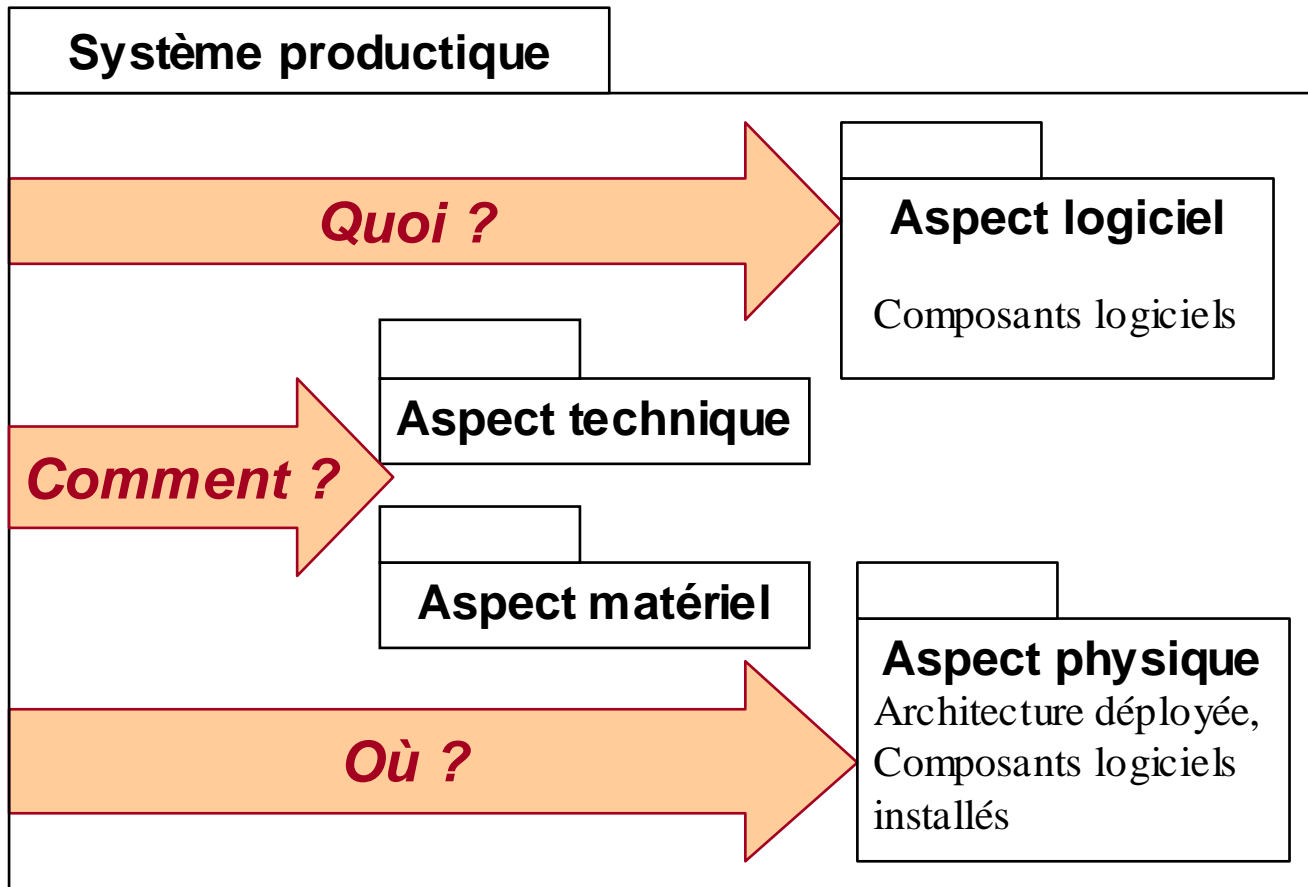 Système productique
Quoi ?
Aspect logiciel
Composants logiciels
Aspect technique
Comment ?
Aspect matériel
Aspect physique
Architecture déployée,
Composants logiciels
installés
Où ?